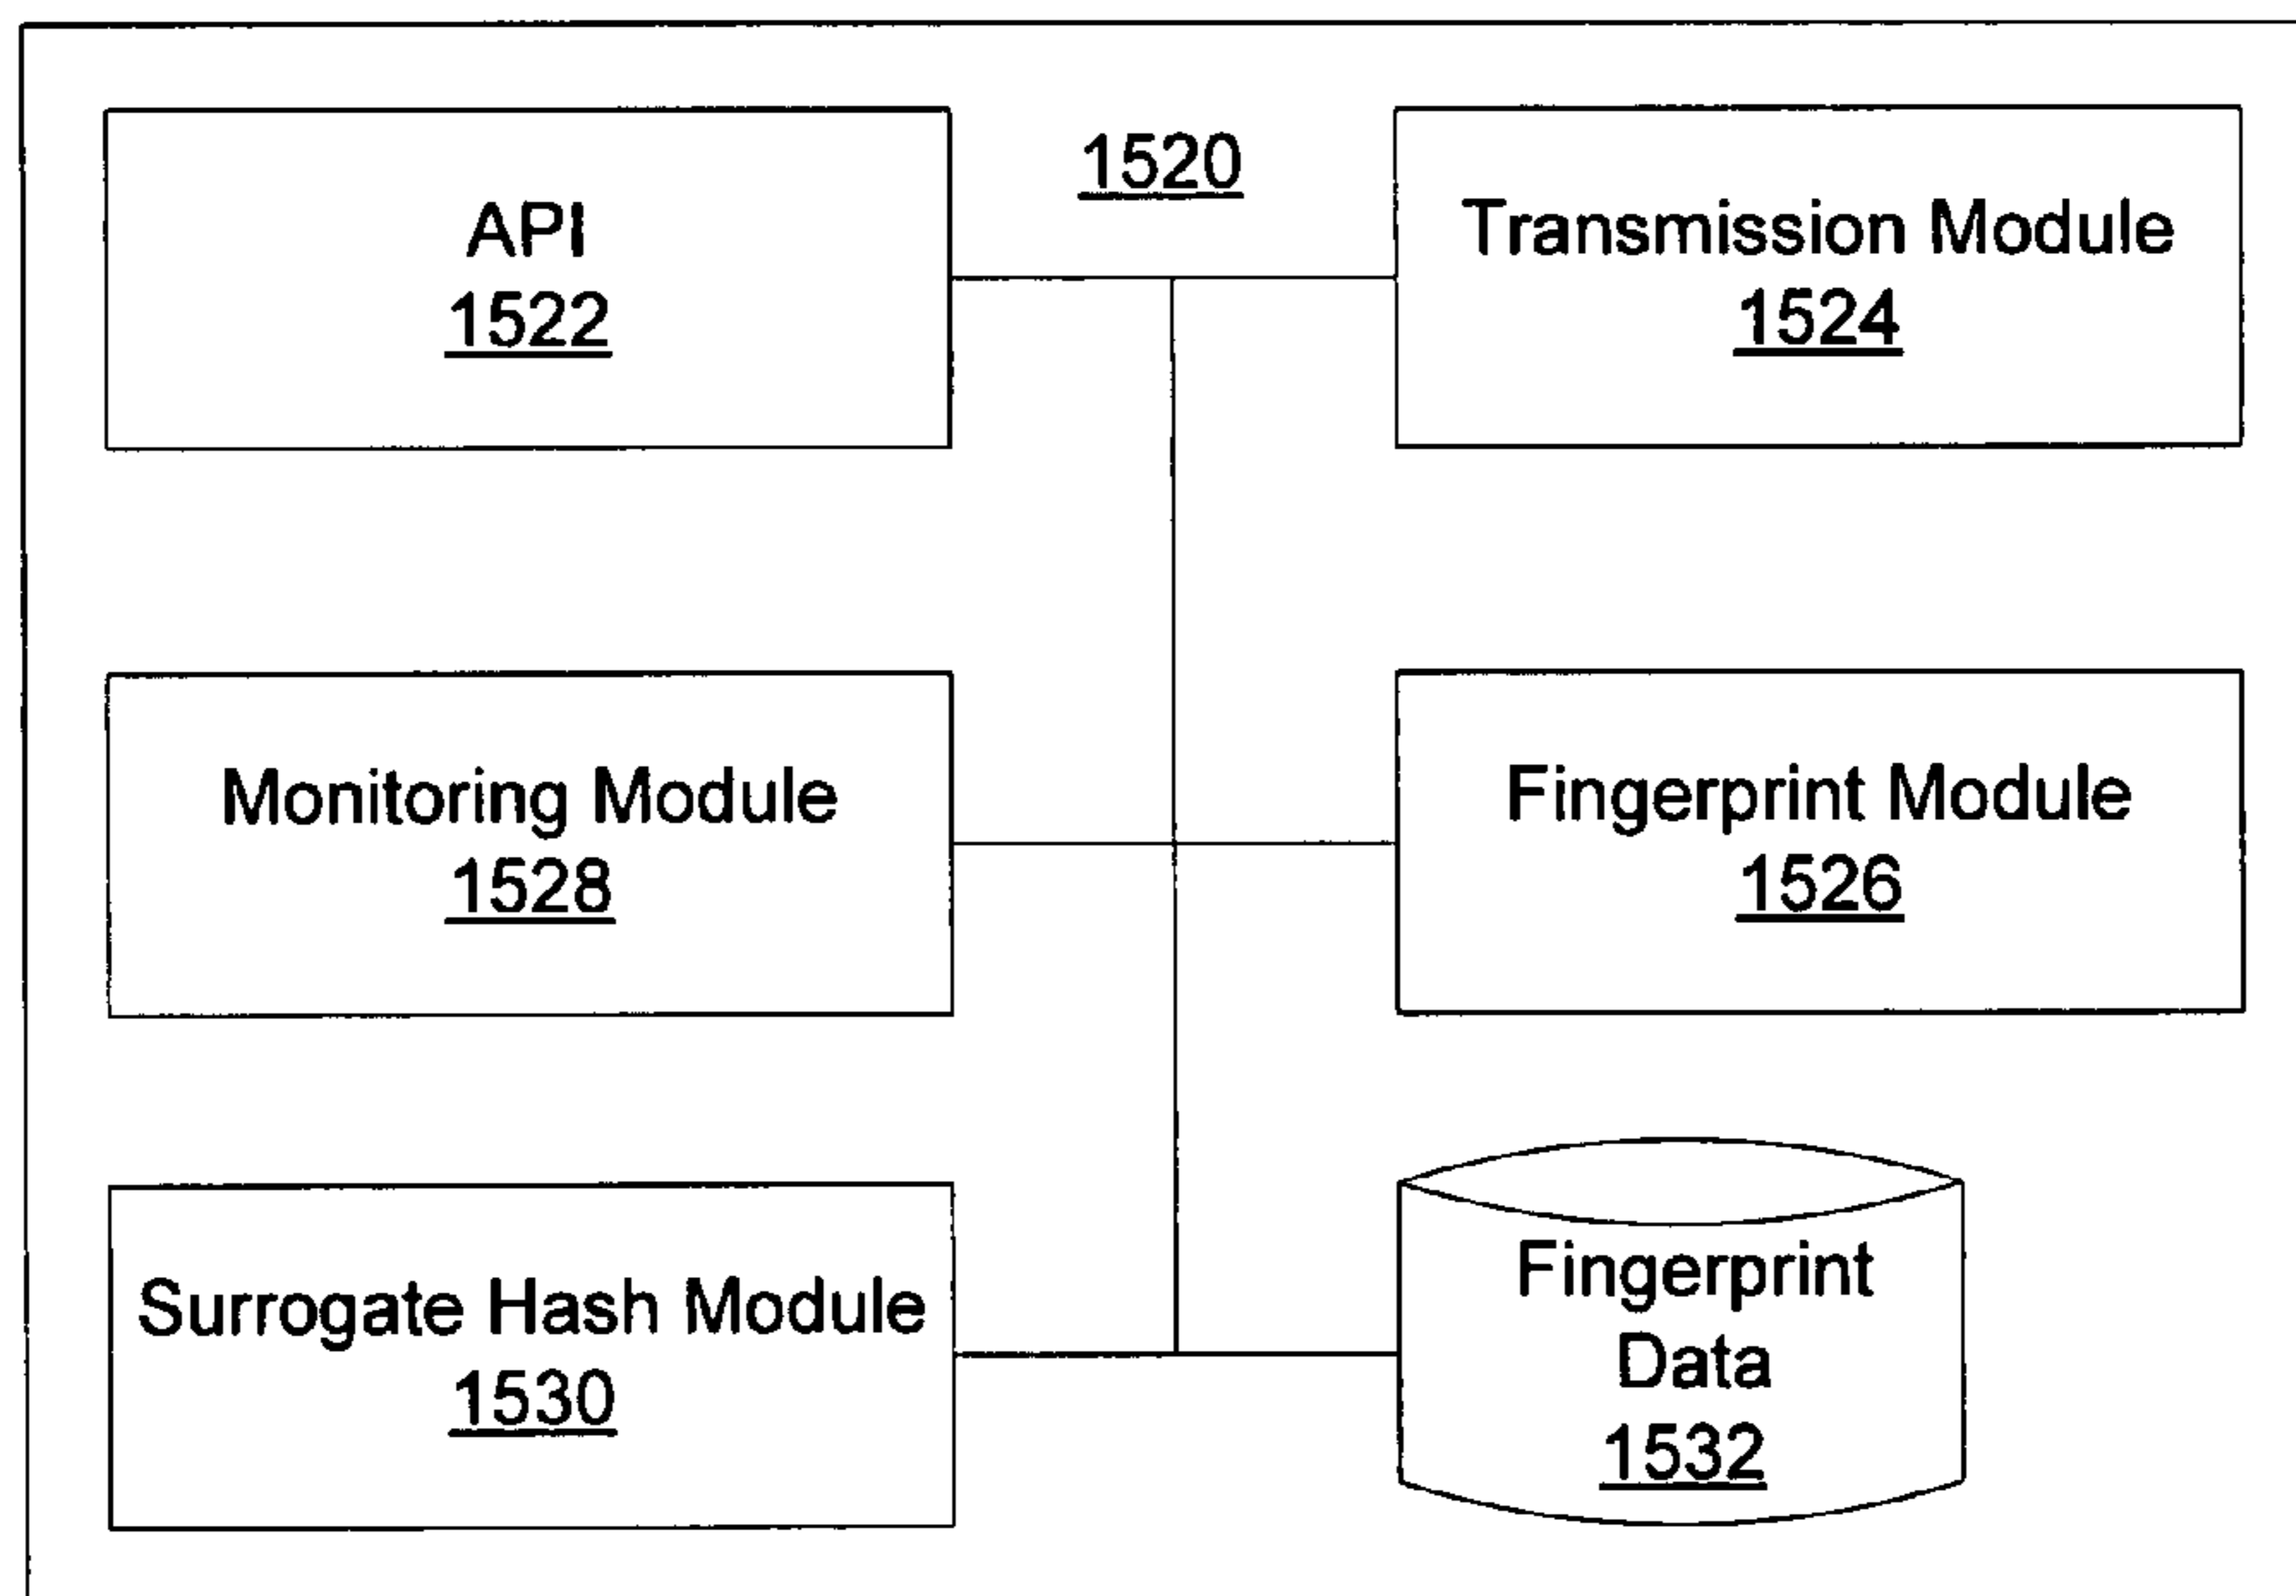 API
1522
1520
Transmission Module
1524
Monitoring Module
1528
Fingerprint Module
1526
Surrogate Hash Module
1530
Fingerprint
Data
1532